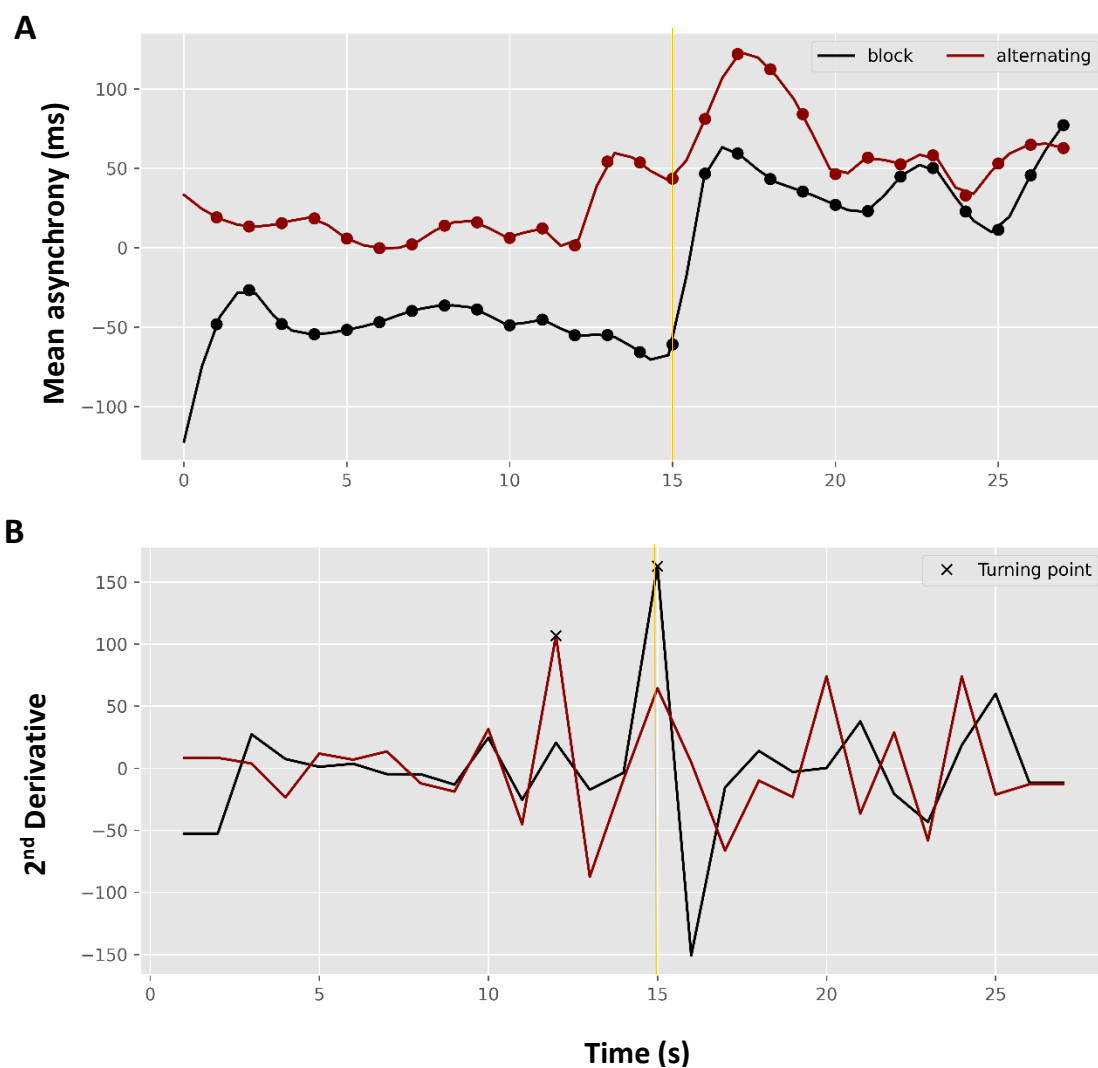 A
block alternating
Mean asynchrony (ms)
100
50
0
−50
−100
0 5 10 15 20 25
B
Turning point
2nd Derivative
150
100
50
0
−50
−100
−150
0 5 10 15 20 25
Time (s)